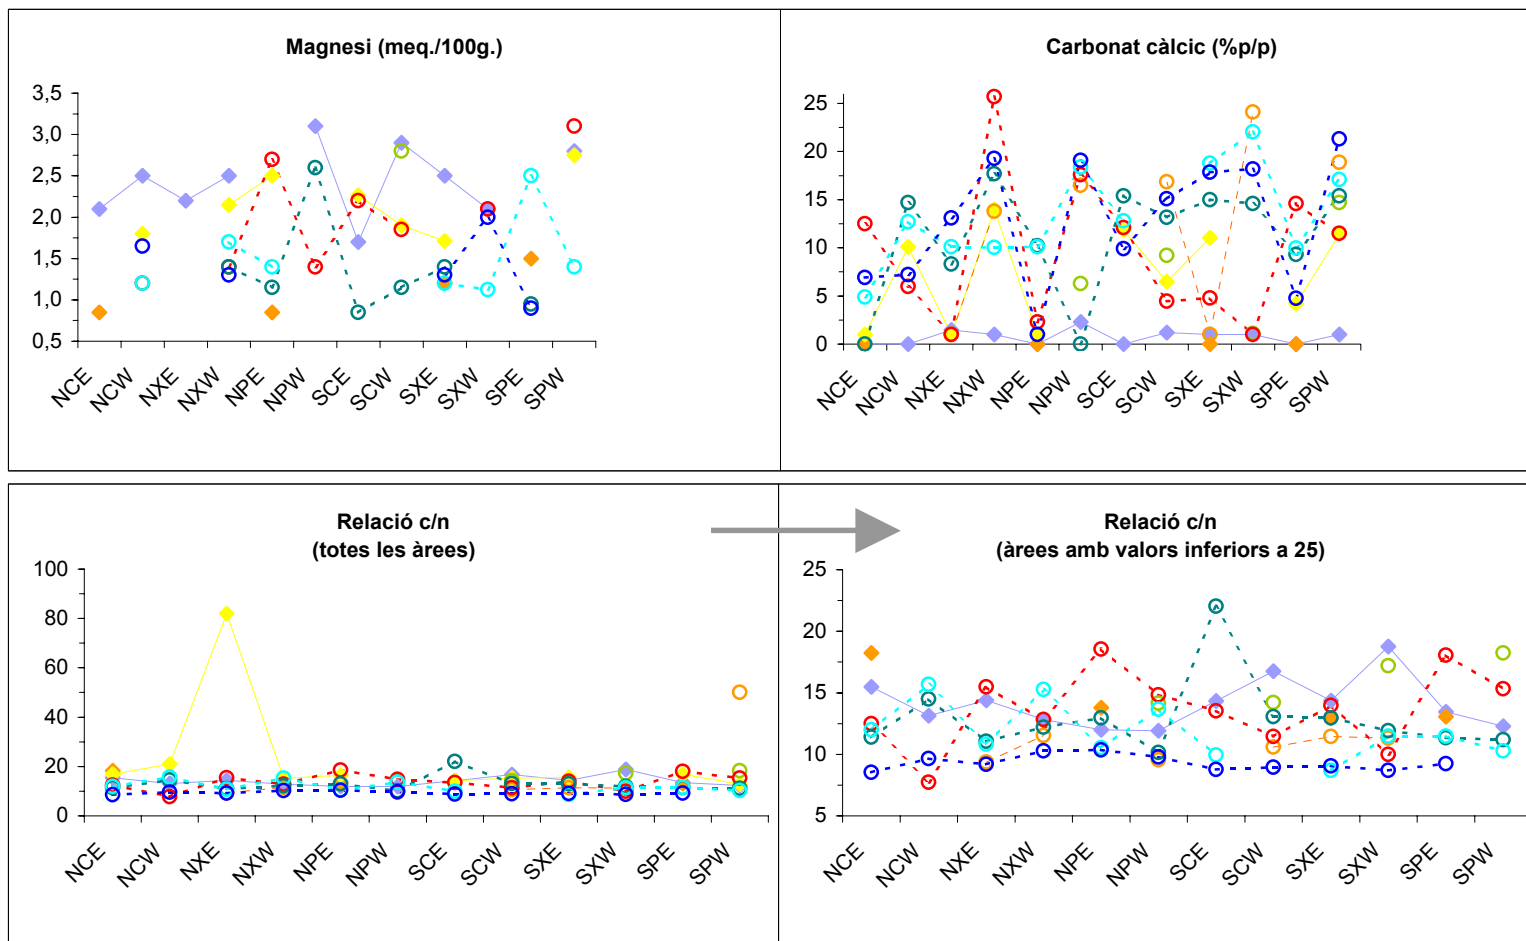 Magnesi (meq./100g.)
3,5
3,0
2,5
2,0
1,5
1,0
0,5
NCE NCW NXE NXW NPE NPW SCE SCW SXE SXW SPE SPW
Carbonat càlcic (%p/p)
25
20
15
10
5
0
NCE NCW NXE NXW NPE NPW SCE SCW SXE SXW SPE SPW
Relació c/n
(totes les àrees)
100
80
60
40
20
0
NCE NCW NXE NXW NPE NPW SCE SCW SXE SXW SPE SPW
Relació c/n
(àrees amb valors inferiors a 25)
25
20
15
10
5
NCE NCW NXE NXW NPE NPW SCE SCW SXE SXW SPE SPW